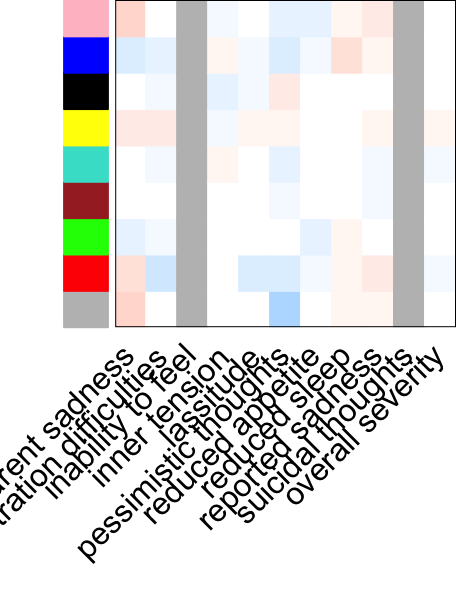 rent sadness
tration difficulties
inability to feel
inner tension
lassitude
pessimistic thoughts
reduced appetite
reduced sleep
reported sadness
suicidal thoughts
overall severity